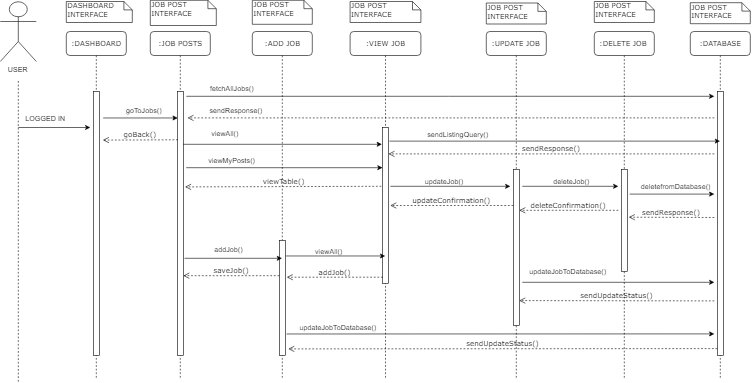 DASHBOARD
INTERFACE
JOB POST
INTERFACE
JOB POST
INTERFACE
JOB POST
INTERFACE
JOB POST
INTERFACE
JOB POST
INTERFACE
JOB POST
INTERFACE
:DASHBOARD
:JOB POSTS
:ADD JOB
:VIEW JOB
:UPDATE JOB
:DELETE JOB
:DATABASE
USER
fetchAllJobs()
goToJobs()
sendResponse()
LOGGED IN
goBack()
viewAll()
sendListingQuery()
sendResponse()
viewMyPosts()
viewTable()
updateJob()
deleteJob()
deletefromDatabase()
updateConfirmation()
deleteConfirmation()
sendResponse()
addJob()
viewAll()
saveJob()
addJob()
updateJobToDatabase()
sendUpdateStatus()
updateJobToDatabase()
sendUpdateStatus()